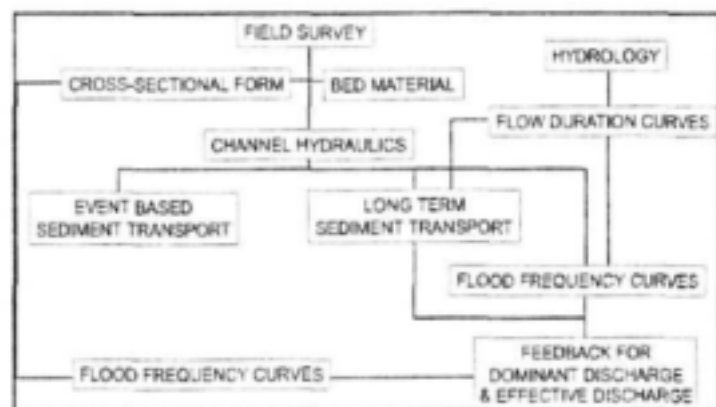 FIELD SURVEY
HYDROLOGY
CROSS-SECTIONAL FORM
BED MATERIAL
FLOW DURATION CURVES
CHANNEL HYDRAULICS
EVENT BASED
SEDIMENT TRANSPORT
LONG TERM
SEDIMENT TRANSPORT
FLOOD FREQUENCY CURVES
FLOOD FREQUENCY CURVES
FEEDBACK FOR
DOMINANT DISCHARGE
& EFFECTIVE DISCHARGE